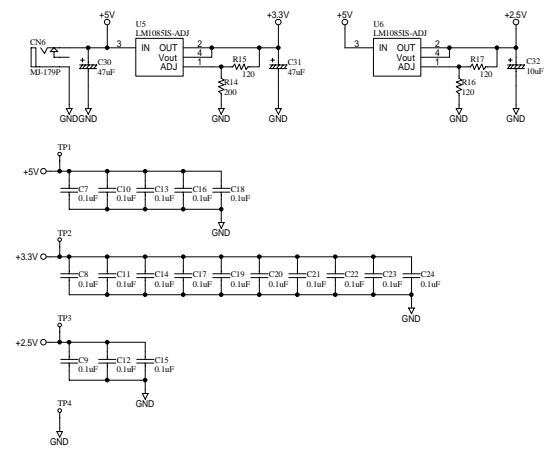 +5V U5 +3.3V U6 +2.5V
LM1085IS-ADJ +5V LM1085IS-ADJ
CN6 3 IN OUT 2 3 IN OUT 2
Vout 4 Vout 4
ADJ 1 ADJ 1
MJ-179P + C30 47uF R15 120 + C31 47uF R17 120 + C32 10uF
R14 200 R16 120
GND GND GND GND GND GND
TP1
+5V
C7 C10 C13 C16 C18
0.1uF 0.1uF 0.1uF 0.1uF 0.1uF
GND
TP2
+3.3V
C8 C11 C14 C17 C19 C20 C21 C22 C23 C24
0.1uF 0.1uF 0.1uF 0.1uF 0.1uF 0.1uF 0.1uF 0.1uF 0.1uF 0.1uF
GND
TP3
+2.5V
C9 C12 C15
0.1uF 0.1uF 0.1uF
GND
TP4
GND